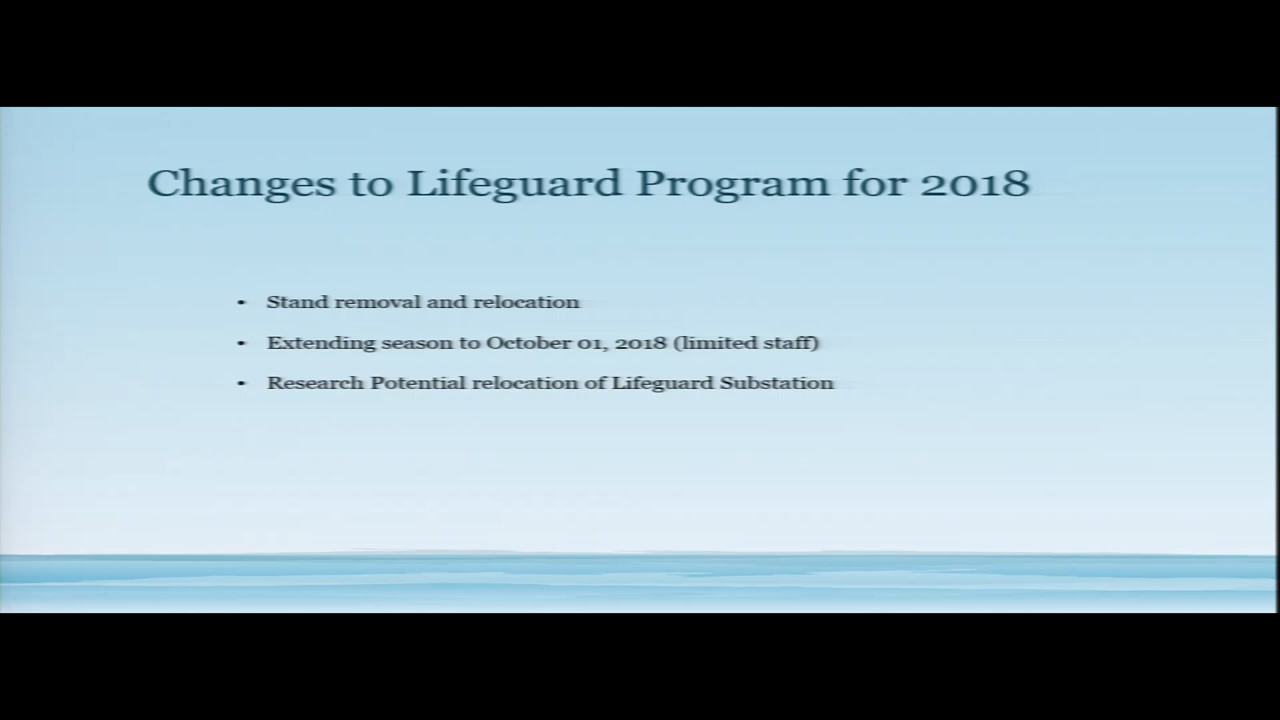 Changes to Lifeguard Program for 2018
• Stand removal and relocation
• Extending season to October 01, 2018 (limited staff)
• Research Potential relocation of Lifeguard Substation